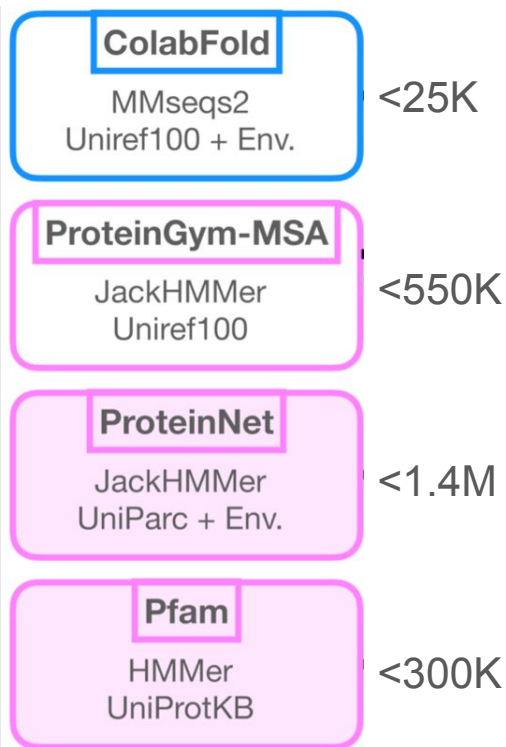 ColabFold
MMseqs2
Uniref100 + Env.
<25K
ProteinGym-MSA
JackHMMer
Uniref100
<550K
ProteinNet
JackHMMer
UniParc + Env.
<1.4M
Pfam
HMMer
UniProtKB
<300K